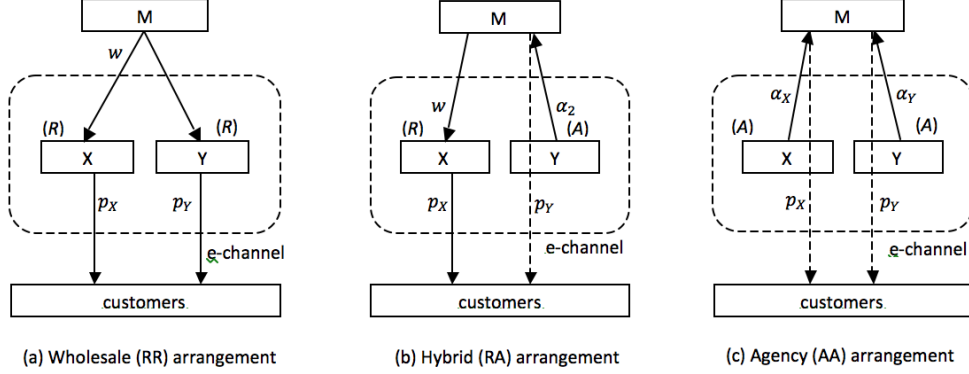 M
w
(R)
(R)
X
Y
p_X
p_Y
e-channel
customers
(a) Wholesale (RR) arrangement
M
w
α_2
(R)
(A)
X
Y
p_X
p_Y
e-channel
customers
(b) Hybrid (RA) arrangement
M
α_X
α_Y
(A)
(A)
X
Y
p_X
p_Y
e-channel
customers
(c) Agency (AA) arrangement